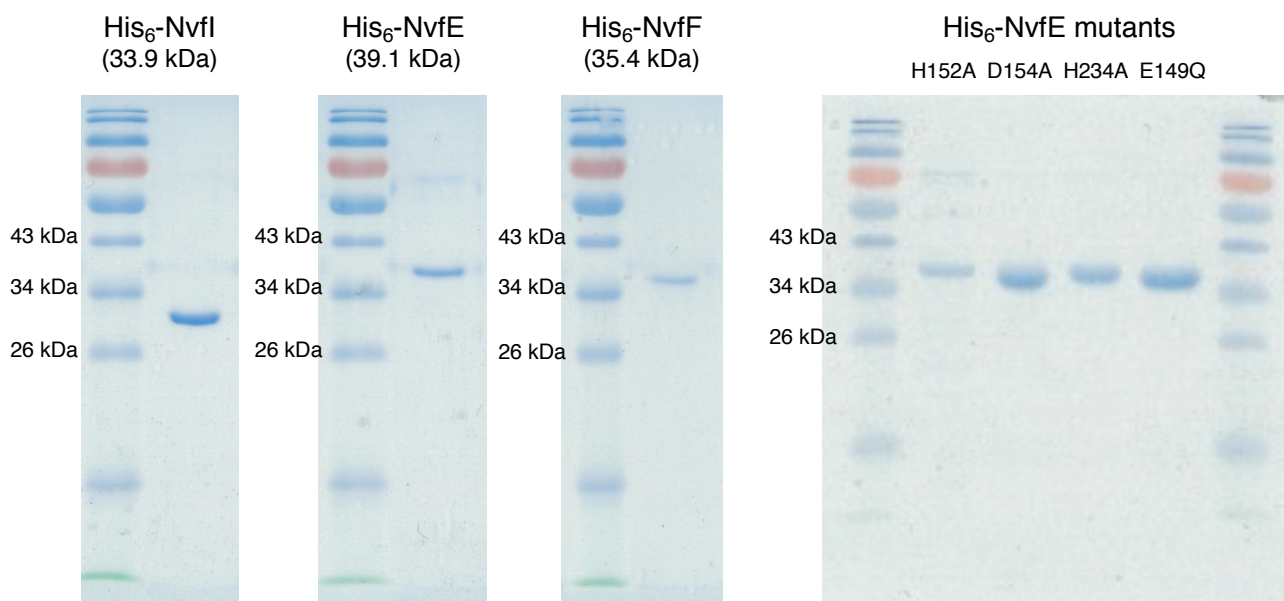 His₆-NvfI
(33.9 kDa)
43 kDa
34 kDa
26 kDa
His₆-NvfE
(39.1 kDa)
43 kDa
34 kDa
26 kDa
His₆-NvfF
(35.4 kDa)
43 kDa
34 kDa
26 kDa
His₆-NvfE mutants
H152A D154A H234A E149Q
43 kDa
34 kDa
26 kDa